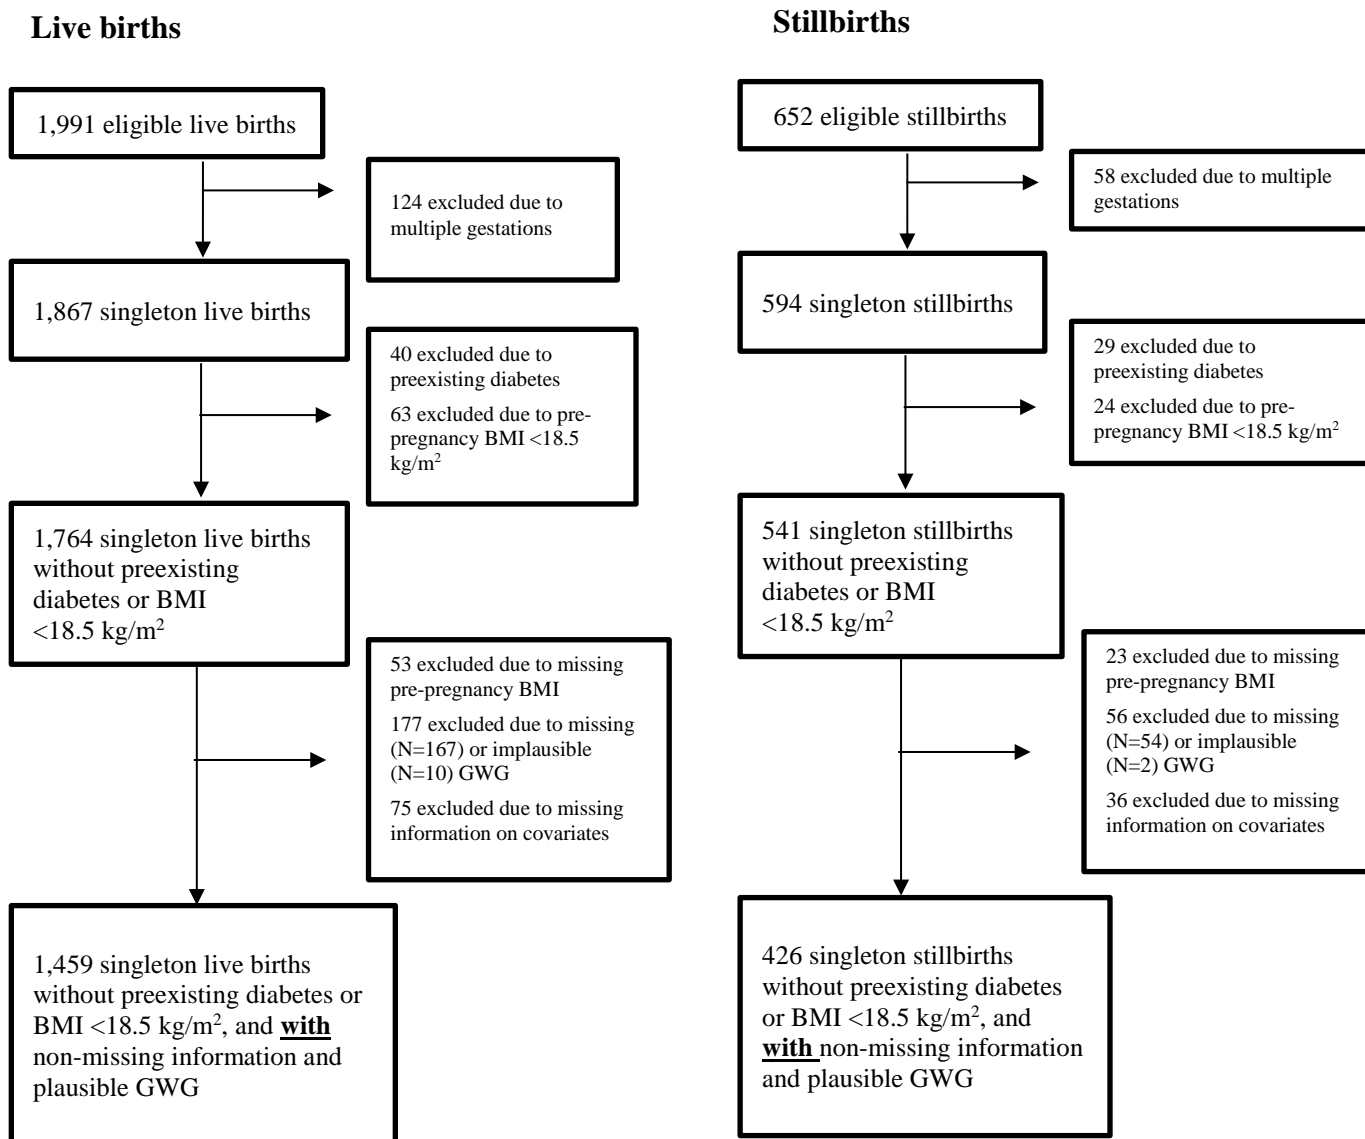 Live births
1,991 eligible live births
124 excluded due to
multiple gestations
1,867 singleton live births
40 excluded due to
preexisting diabetes
63 excluded due to pre-
pregnancy BMI <18.5
kg/m²
1,764 singleton live births
without preexisting
diabetes or BMI
<18.5 kg/m²
53 excluded due to missing
pre-pregnancy BMI
177 excluded due to missing
(N=167) or implausible
(N=10) GWG
75 excluded due to missing
information on covariates
1,459 singleton live births
without preexisting diabetes or
BMI <18.5 kg/m², and with
non-missing information and
plausible GWG
Stillbirths
652 eligible stillbirths
58 excluded due to multiple
gestations
594 singleton stillbirths
29 excluded due to
preexisting diabetes
24 excluded due to pre-
pregnancy BMI <18.5 kg/m²
541 singleton stillbirths
without preexisting
diabetes or BMI
<18.5 kg/m²
23 excluded due to missing
pre-pregnancy BMI
56 excluded due to missing
(N=54) or implausible
(N=2) GWG
36 excluded due to missing
information on covariates
426 singleton stillbirths
without preexisting diabetes
or BMI <18.5 kg/m², and
with non-missing information
and plausible GWG